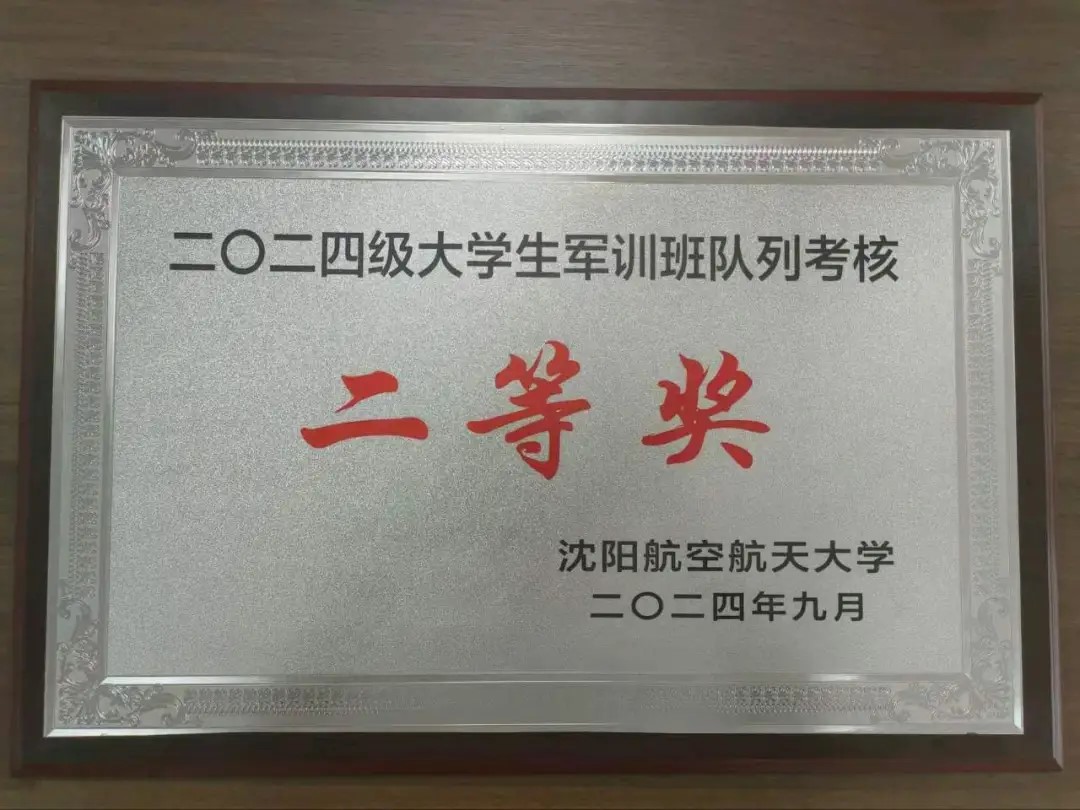 二〇二四级大学生军训班队列考核
二等奖
沈阳航空航天大学
二〇二四年九月